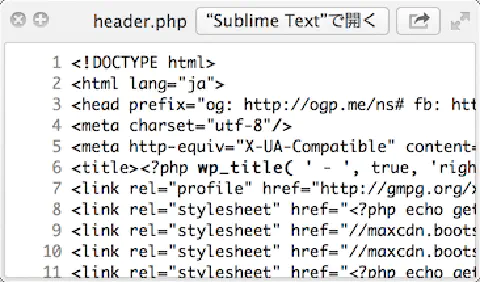 header.php "Sublime Text"で開く
1 <!DOCTYPE html>
2 <html lang="ja">
3 <head prefix="og: http://ogp.me/ns# fb: htt
4 <meta charset="utf-8"/>
5 <meta http-equiv="X-UA-Compatible" content=
6 <title><?php wp_title( ' - ', true, 'righ
7 <link rel="profile" href="http://gmpg.org/x
8 <link rel="stylesheet" href="<?php echo get
9 <link rel="stylesheet" href="//maxcdn.boots
10 <link rel="stylesheet" href="//maxcdn.boots
11 <link rel="stylesheet" href="<?php echo get